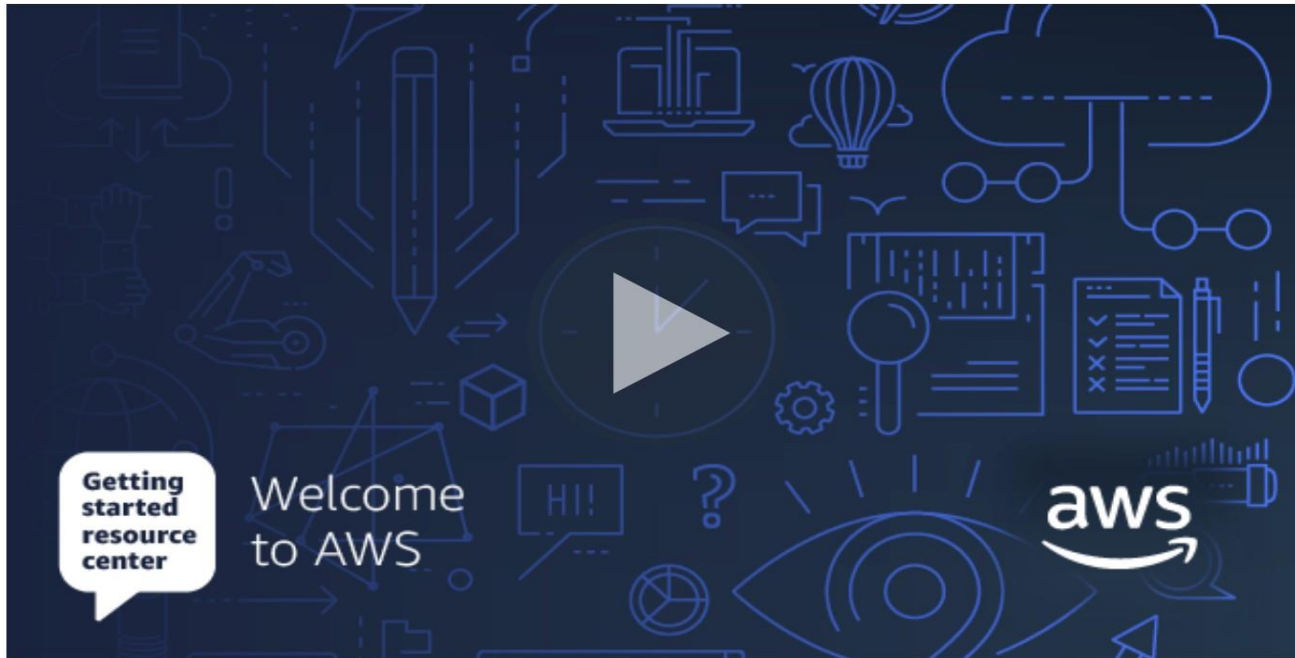 HI!
Getting
started
resource
center
Welcome
to AWS
aws